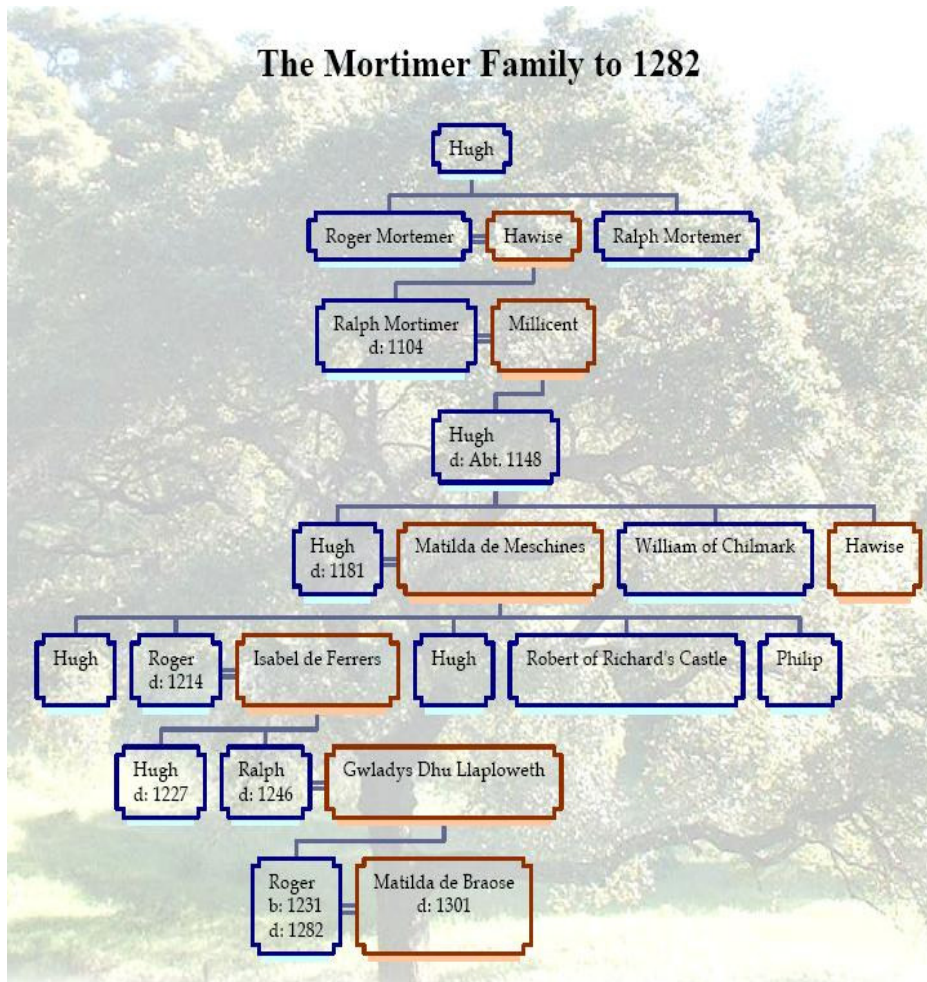 The Mortimer Family to 1282
Hugh
Roger Mortemer
Hawise
Ralph Mortemer
Ralph Mortimer
d: 1104
Millicent
Hugh
d: Abt. 1148
Hugh
d: 1181
Matilda de Meschines
William of Chilmark
Hawise
Hugh
Roger
d: 1214
Isabel de Ferrers
Hugh
Robert of Richard's Castle
Philip
Hugh
d: 1227
Ralph
d: 1246
Gwladys Dhu Llaploweth
Roger
b: 1231
d: 1282
Matilda de Braose
d: 1301